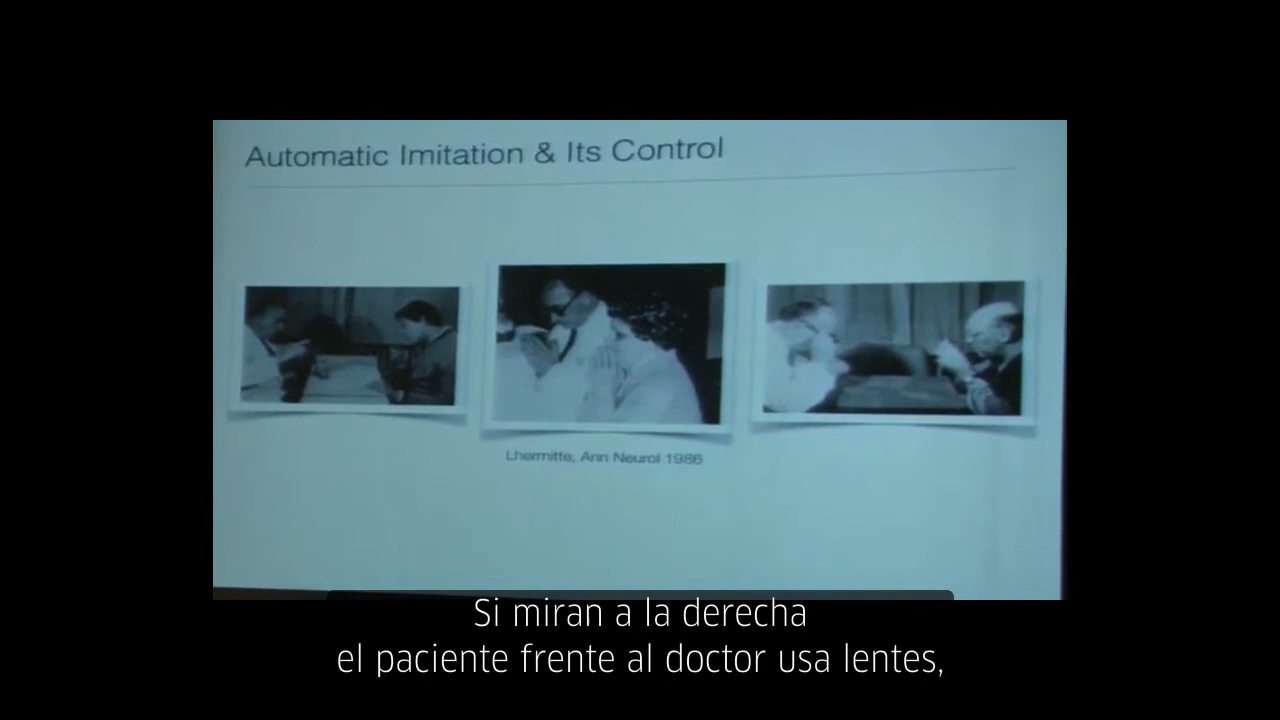 Automatic Imitation & Its Control
Lhermitte, Ann Neurol 1986
Si miran a la derecha
el paciente frente al doctor usa lentes,